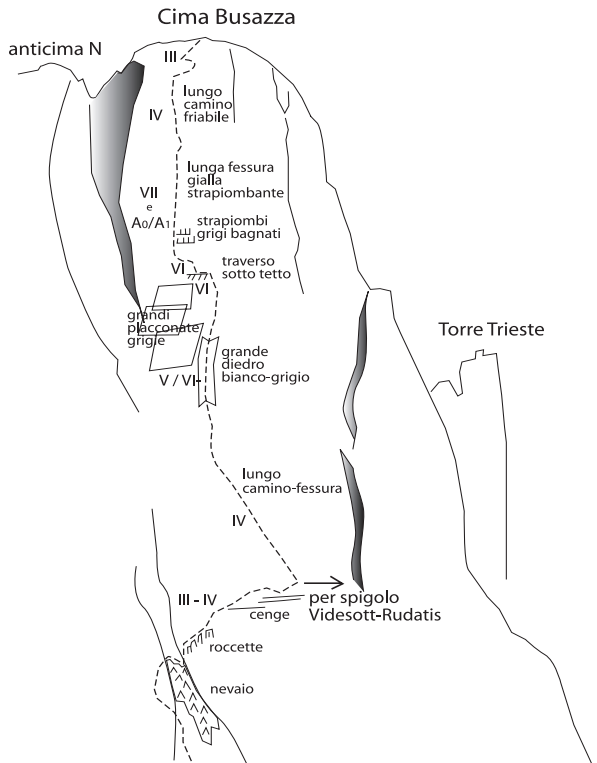 Cima Busazza
anticima N
III
lungo
camino
friabile
IV
lunga fessura
gialla
strapiombante
VII
e
A0/A1
strapiombi
grigi bagnati
VI
traverso
sotto tetto
VI
grandi
placconate
grigie
Torre Trieste
grande
diedro
bianco-grigio
V / VI-
lungo
camino-fessura
IV
III - IV
per spigolo
Videsott-Rudatis
cenge
roccette
nevaio